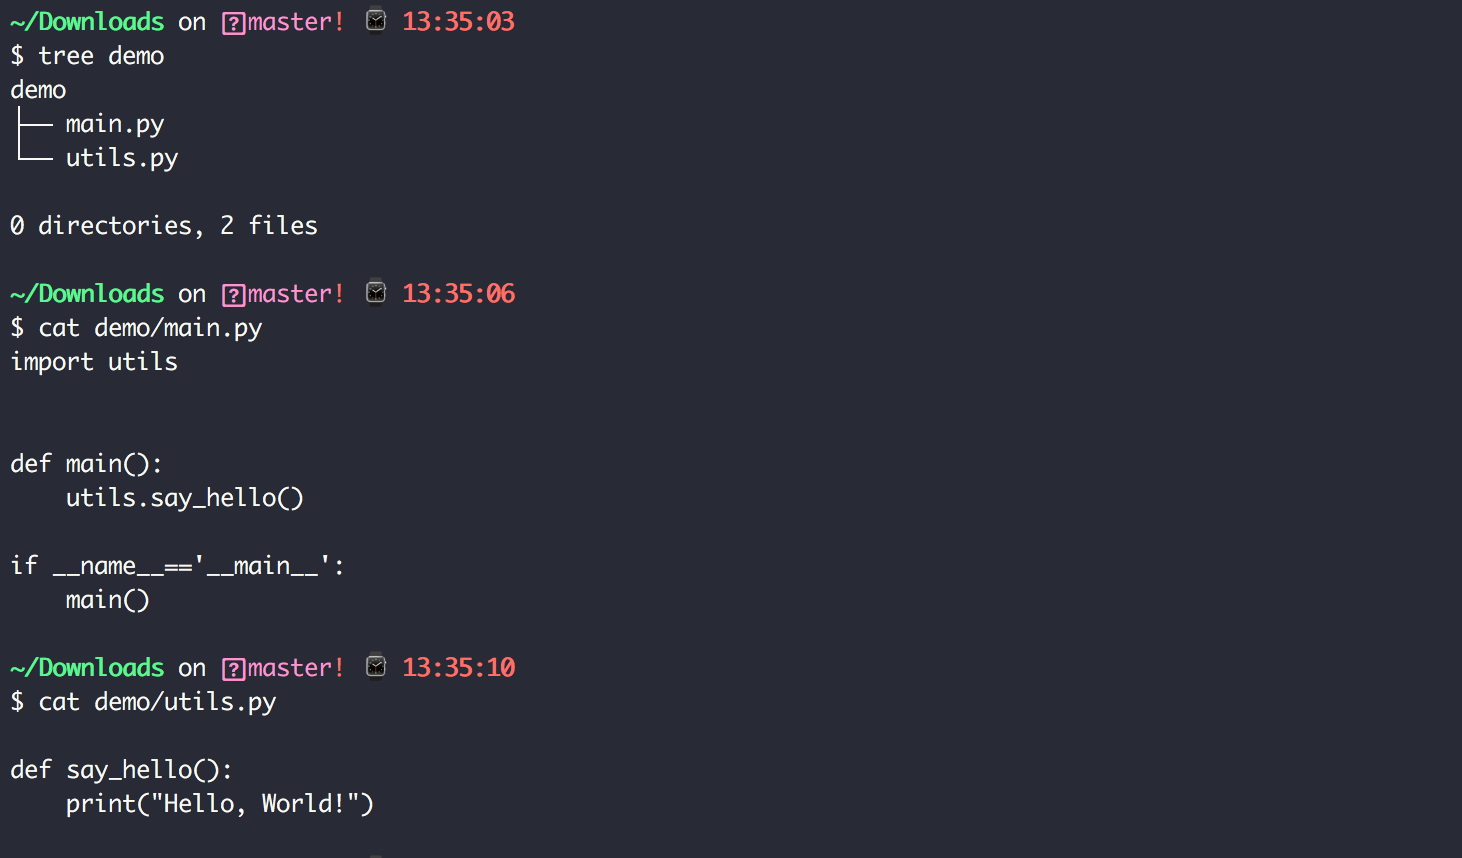 ~/Downloads on master! 13:35:03
$ tree demo
demo
├── main.py
└── utils.py
0 directories, 2 files
~/Downloads on master! 13:35:06
$ cat demo/main.py
import utils
def main():
    utils.say_hello()
if __name__=='__main__':
    main()
~/Downloads on master! 13:35:10
$ cat demo/utils.py
def say_hello():
    print("Hello, World!")